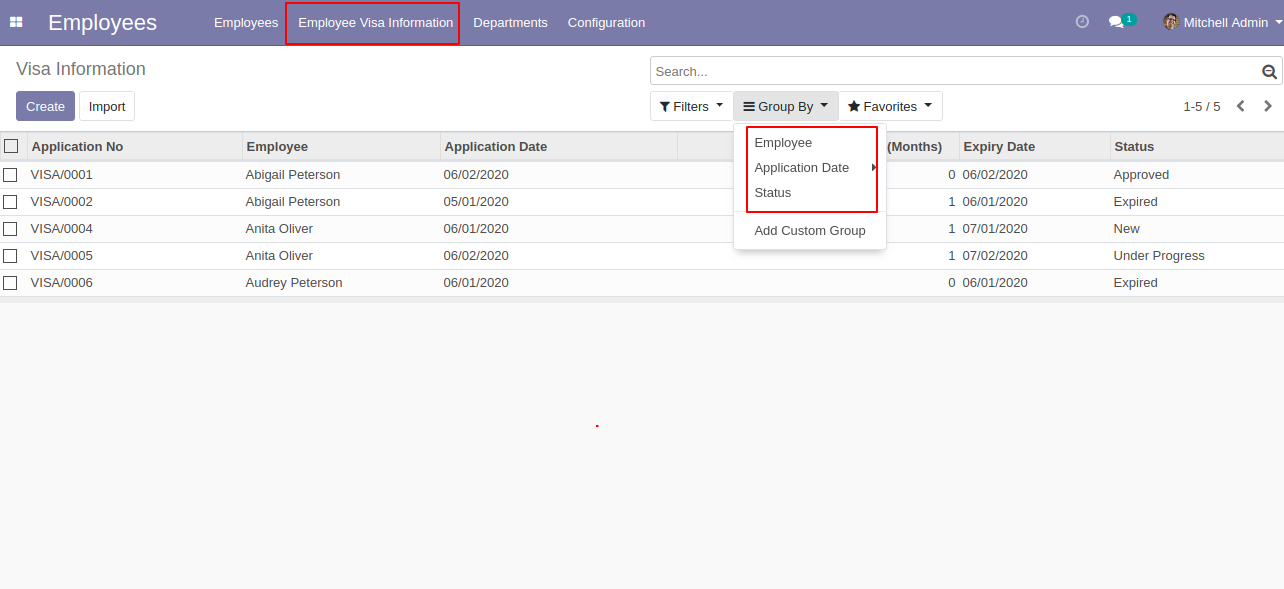 Employees Employees Employee Visa Information Departments Configuration 1 Mitchell Admin
Visa Information
Search...
Create Import Filters Group By Favorites 1-5 / 5
Application No Employee Application Date (Months) Expiry Date Status
VISA/0001 Abigail Peterson 06/02/2020 0 06/02/2020 Approved
VISA/0002 Abigail Peterson 05/01/2020 1 06/01/2020 Expired
VISA/0004 Anita Oliver 06/01/2020 1 07/01/2020 New
VISA/0005 Anita Oliver 06/02/2020 1 07/02/2020 Under Progress
VISA/0006 Audrey Peterson 06/01/2020 0 06/01/2020 Expired
Employee
Application Date
Status
Add Custom Group